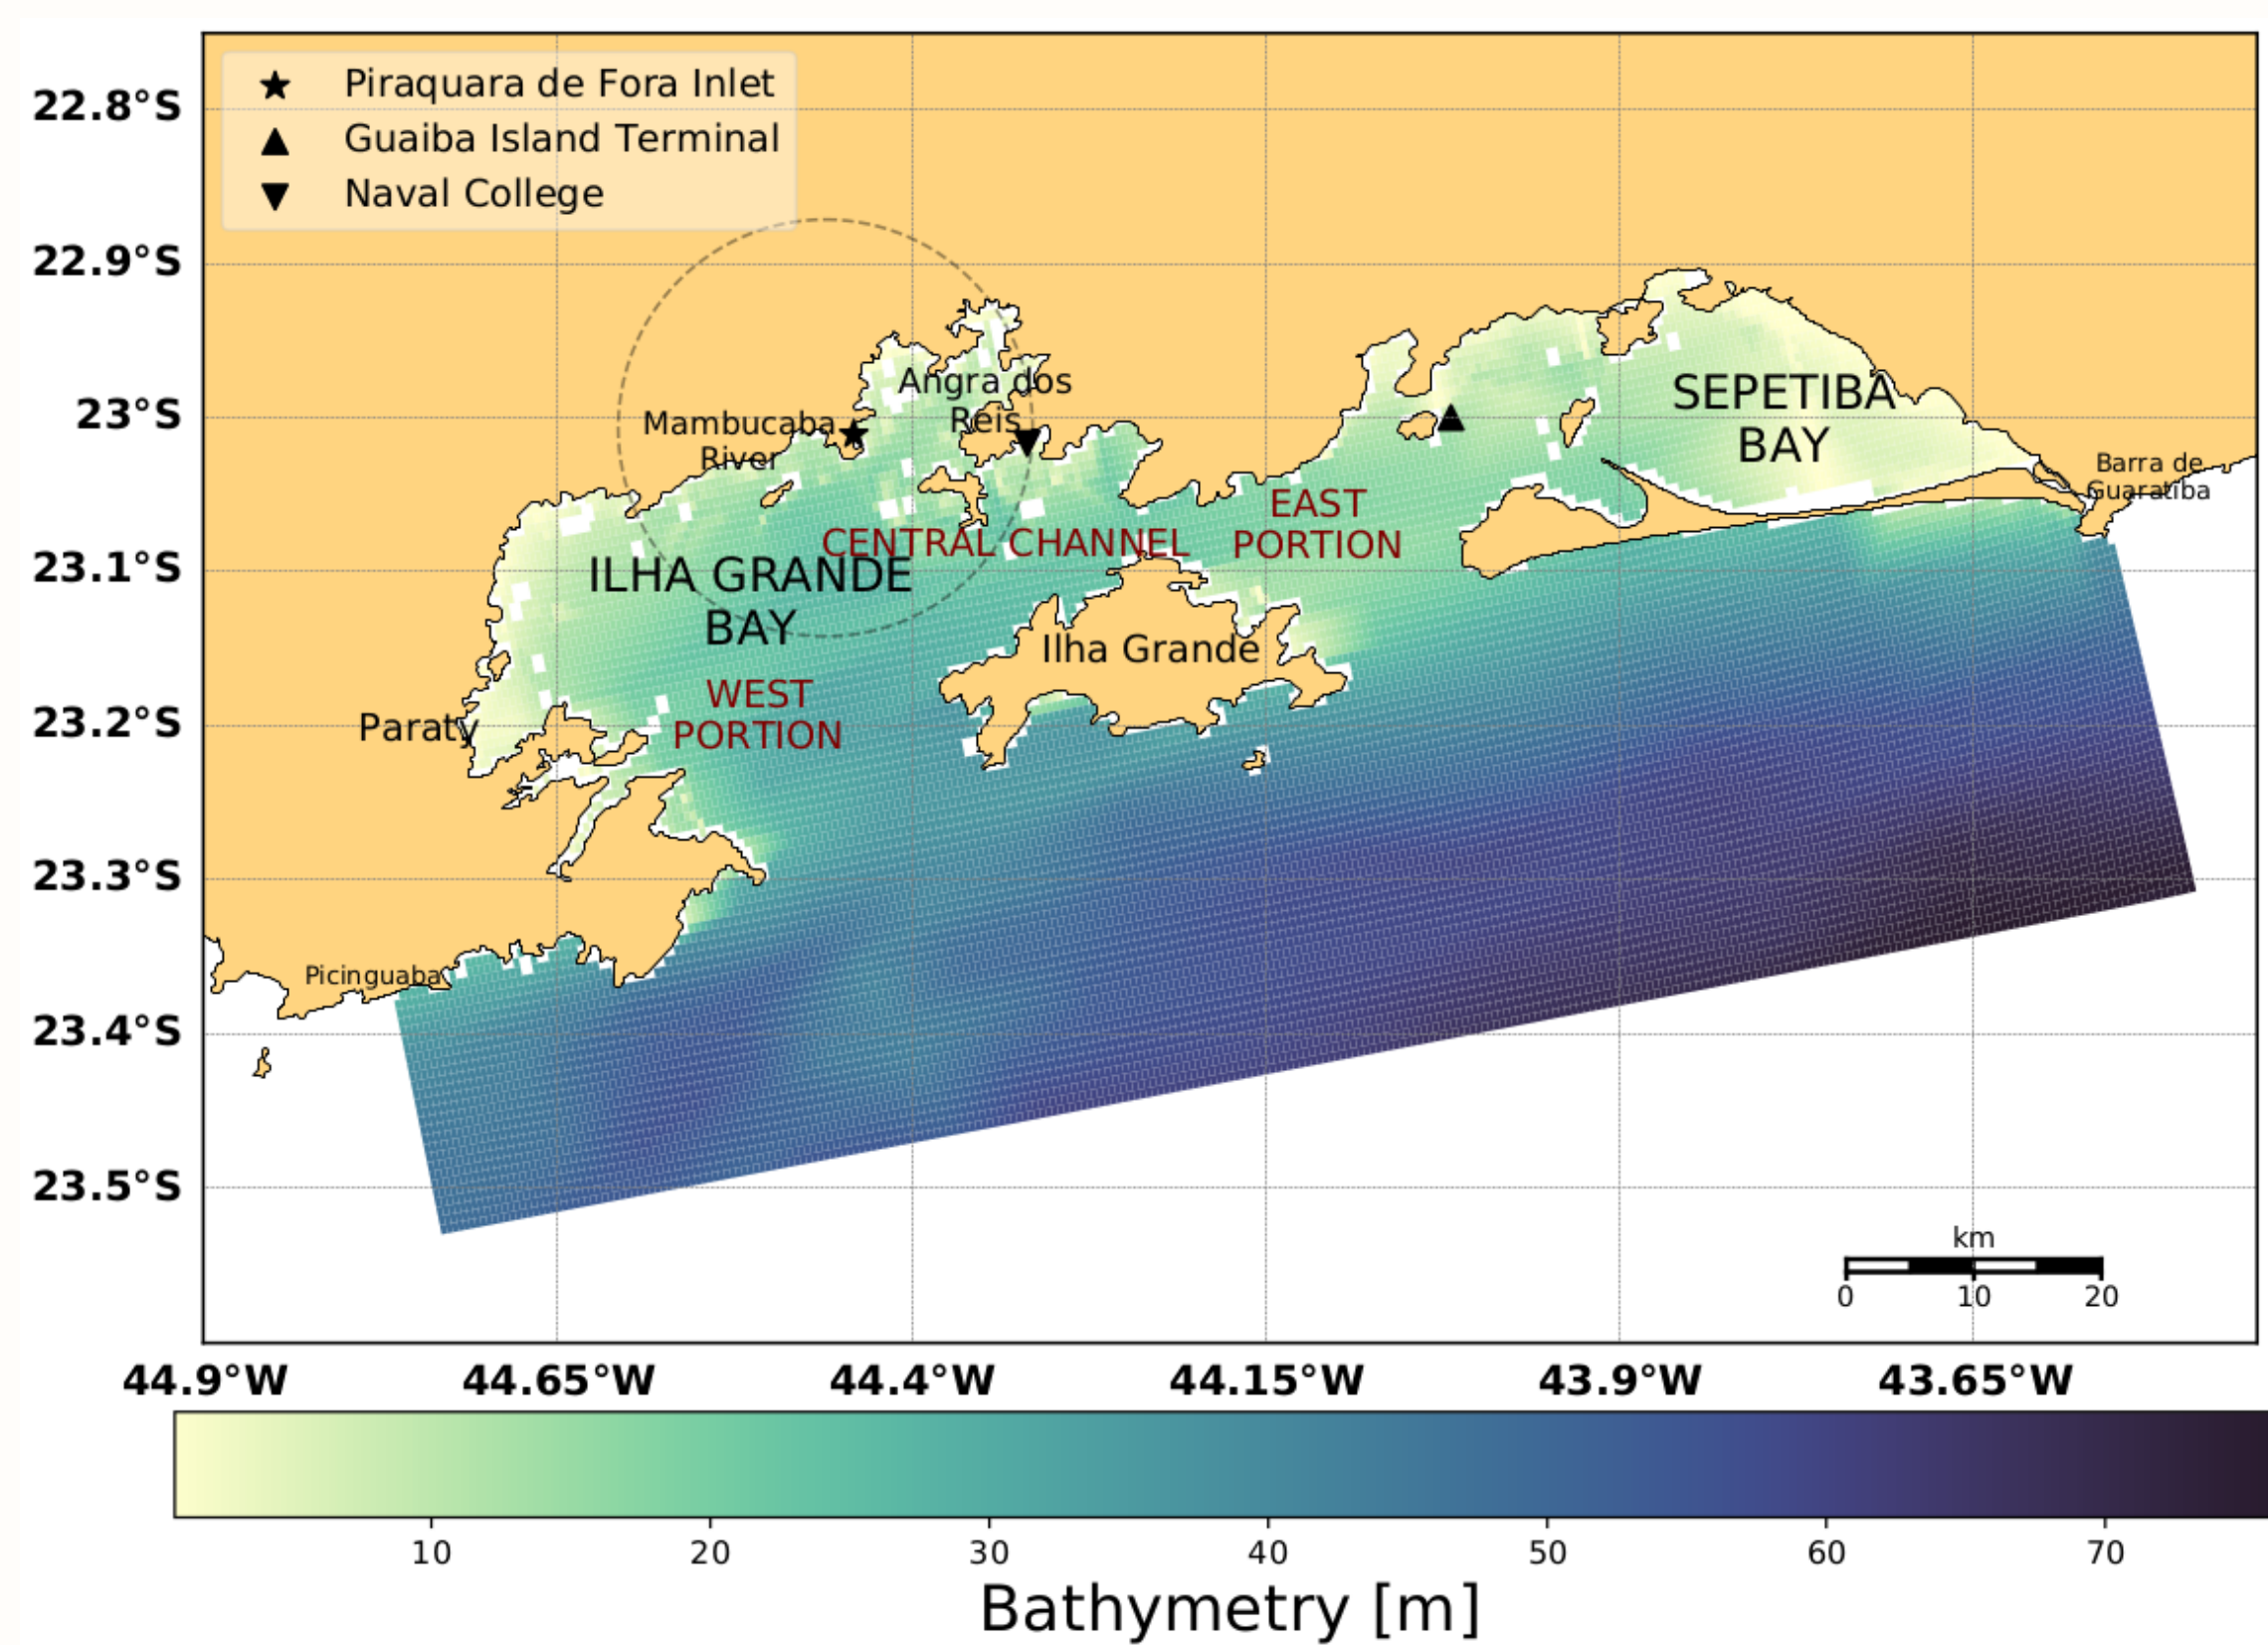 Piraquara de Fora Inlet
Guaiba Island Terminal
Naval College
22.8°S
22.9°S
23°S
23.1°S
23.2°S
23.3°S
23.4°S
23.5°S
Angra dos
Reis
Mambucaba
River
SEPETIBA
BAY
Barra de
Guaratiba
EAST
PORTION
CENTRAL CHANNEL
ILHA GRANDE
BAY
Ilha Grande
WEST
PORTION
Paraty
Picinguaba
km
0 10 20
44.9°W 44.65°W 44.4°W 44.15°W 43.9°W 43.65°W
10 20 30 40 50 60 70
Bathymetry [m]